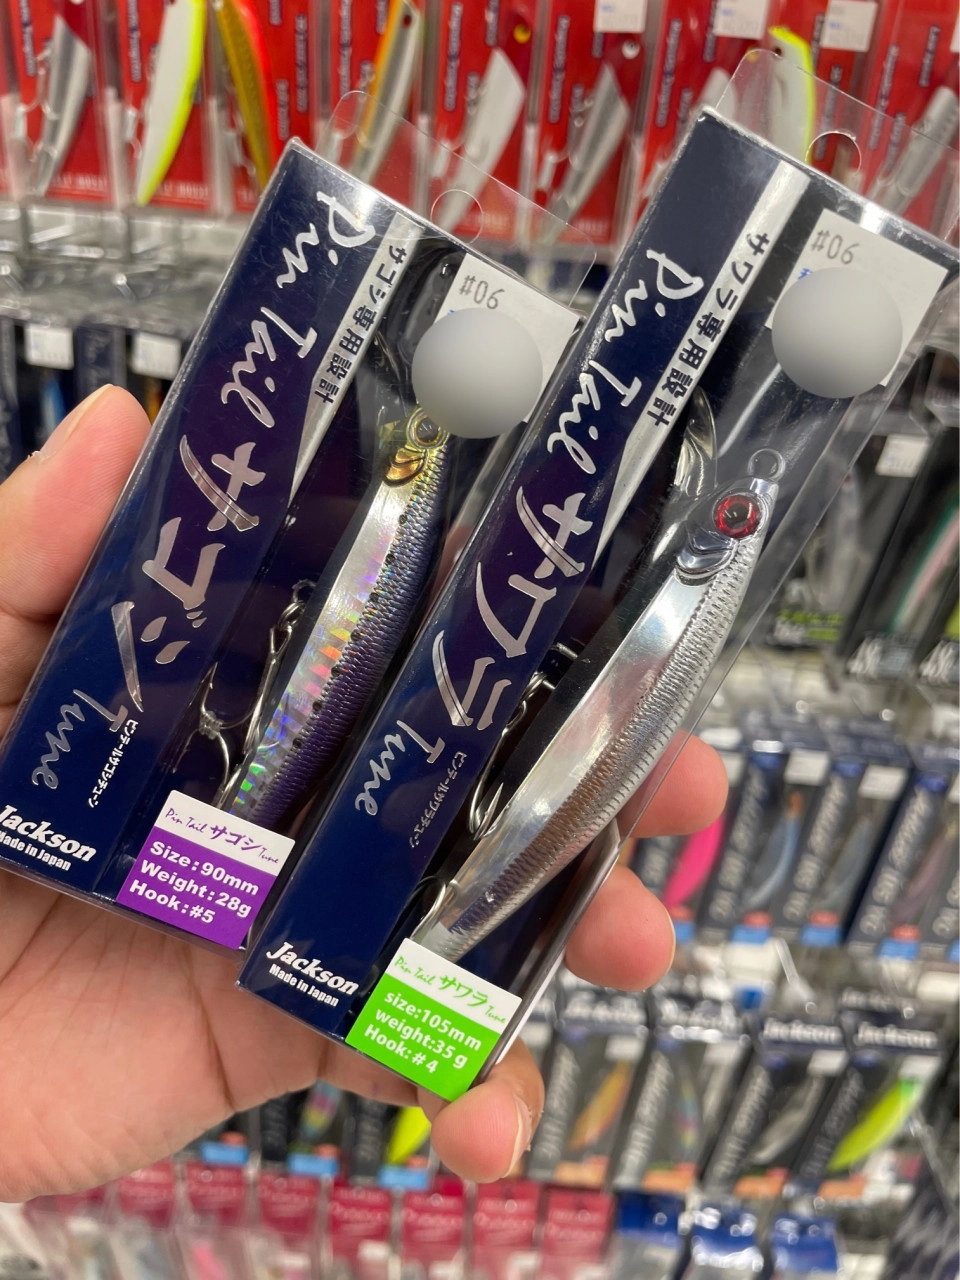 #06
サゴシ専用設計
Pin Tail サゴシ Tune
ピンテールサゴシチューン
Jackson
Made in Japan
Pin Tail サゴシ Tune
Size:90mm
Weight:28g
Hook:#5
#06
サワラ専用設計
Pin Tail サワラ Tune
ピンテールサワラチューン
Jackson
Made in Japan
Pin Tail サワラ Tune
size:105mm
weight:35g
Hook:#4
Jackson
Jackson